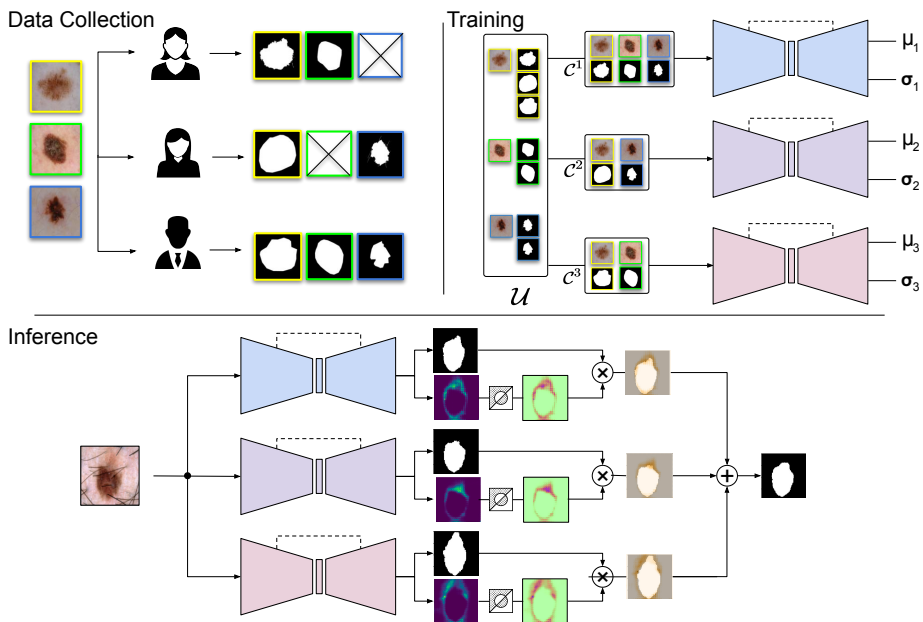 Data Collection
Training
𝒞¹
μ₁
σ₁
𝒞²
μ₂
σ₂
𝒞³
μ₃
σ₃
𝒰
Inference